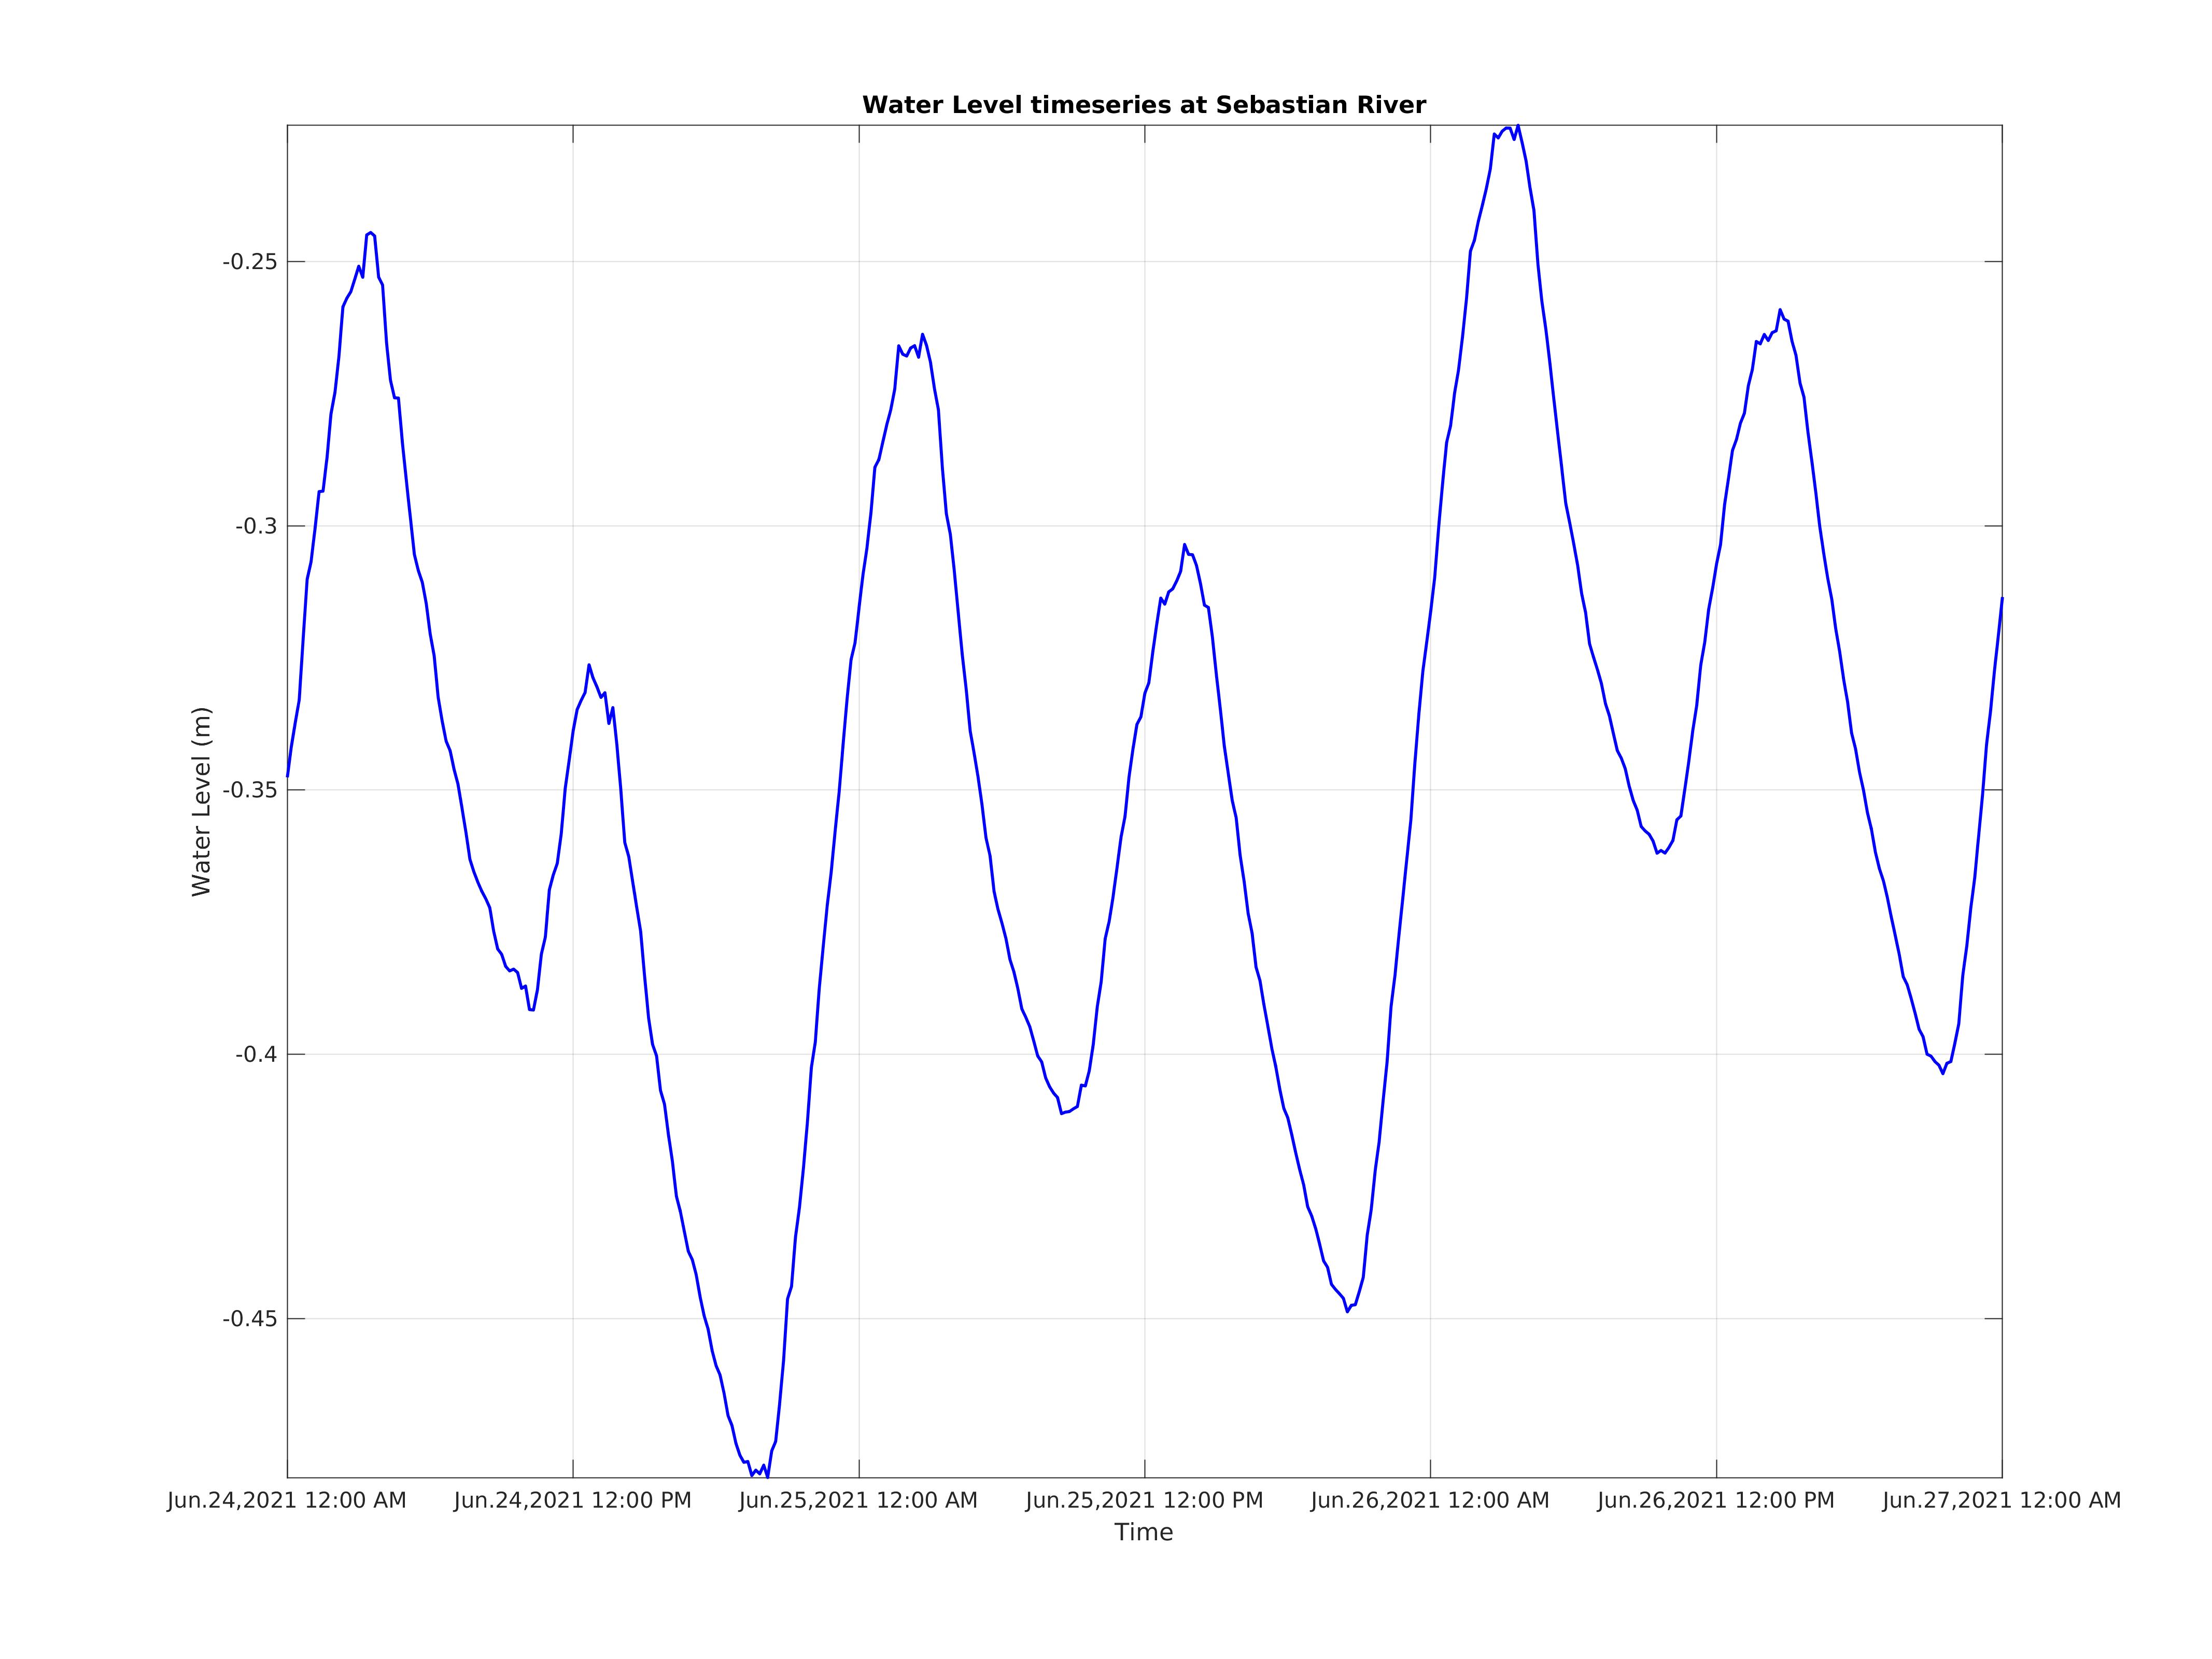 Water Level timeseries at Sebastian River
-0.25
-0.3
-0.35
-0.4
-0.45
Water Level (m)
Jun.24,2021 12:00 AM
Jun.24,2021 12:00 PM
Jun.25,2021 12:00 AM
Jun.25,2021 12:00 PM
Jun.26,2021 12:00 AM
Jun.26,2021 12:00 PM
Jun.27,2021 12:00 AM
Time